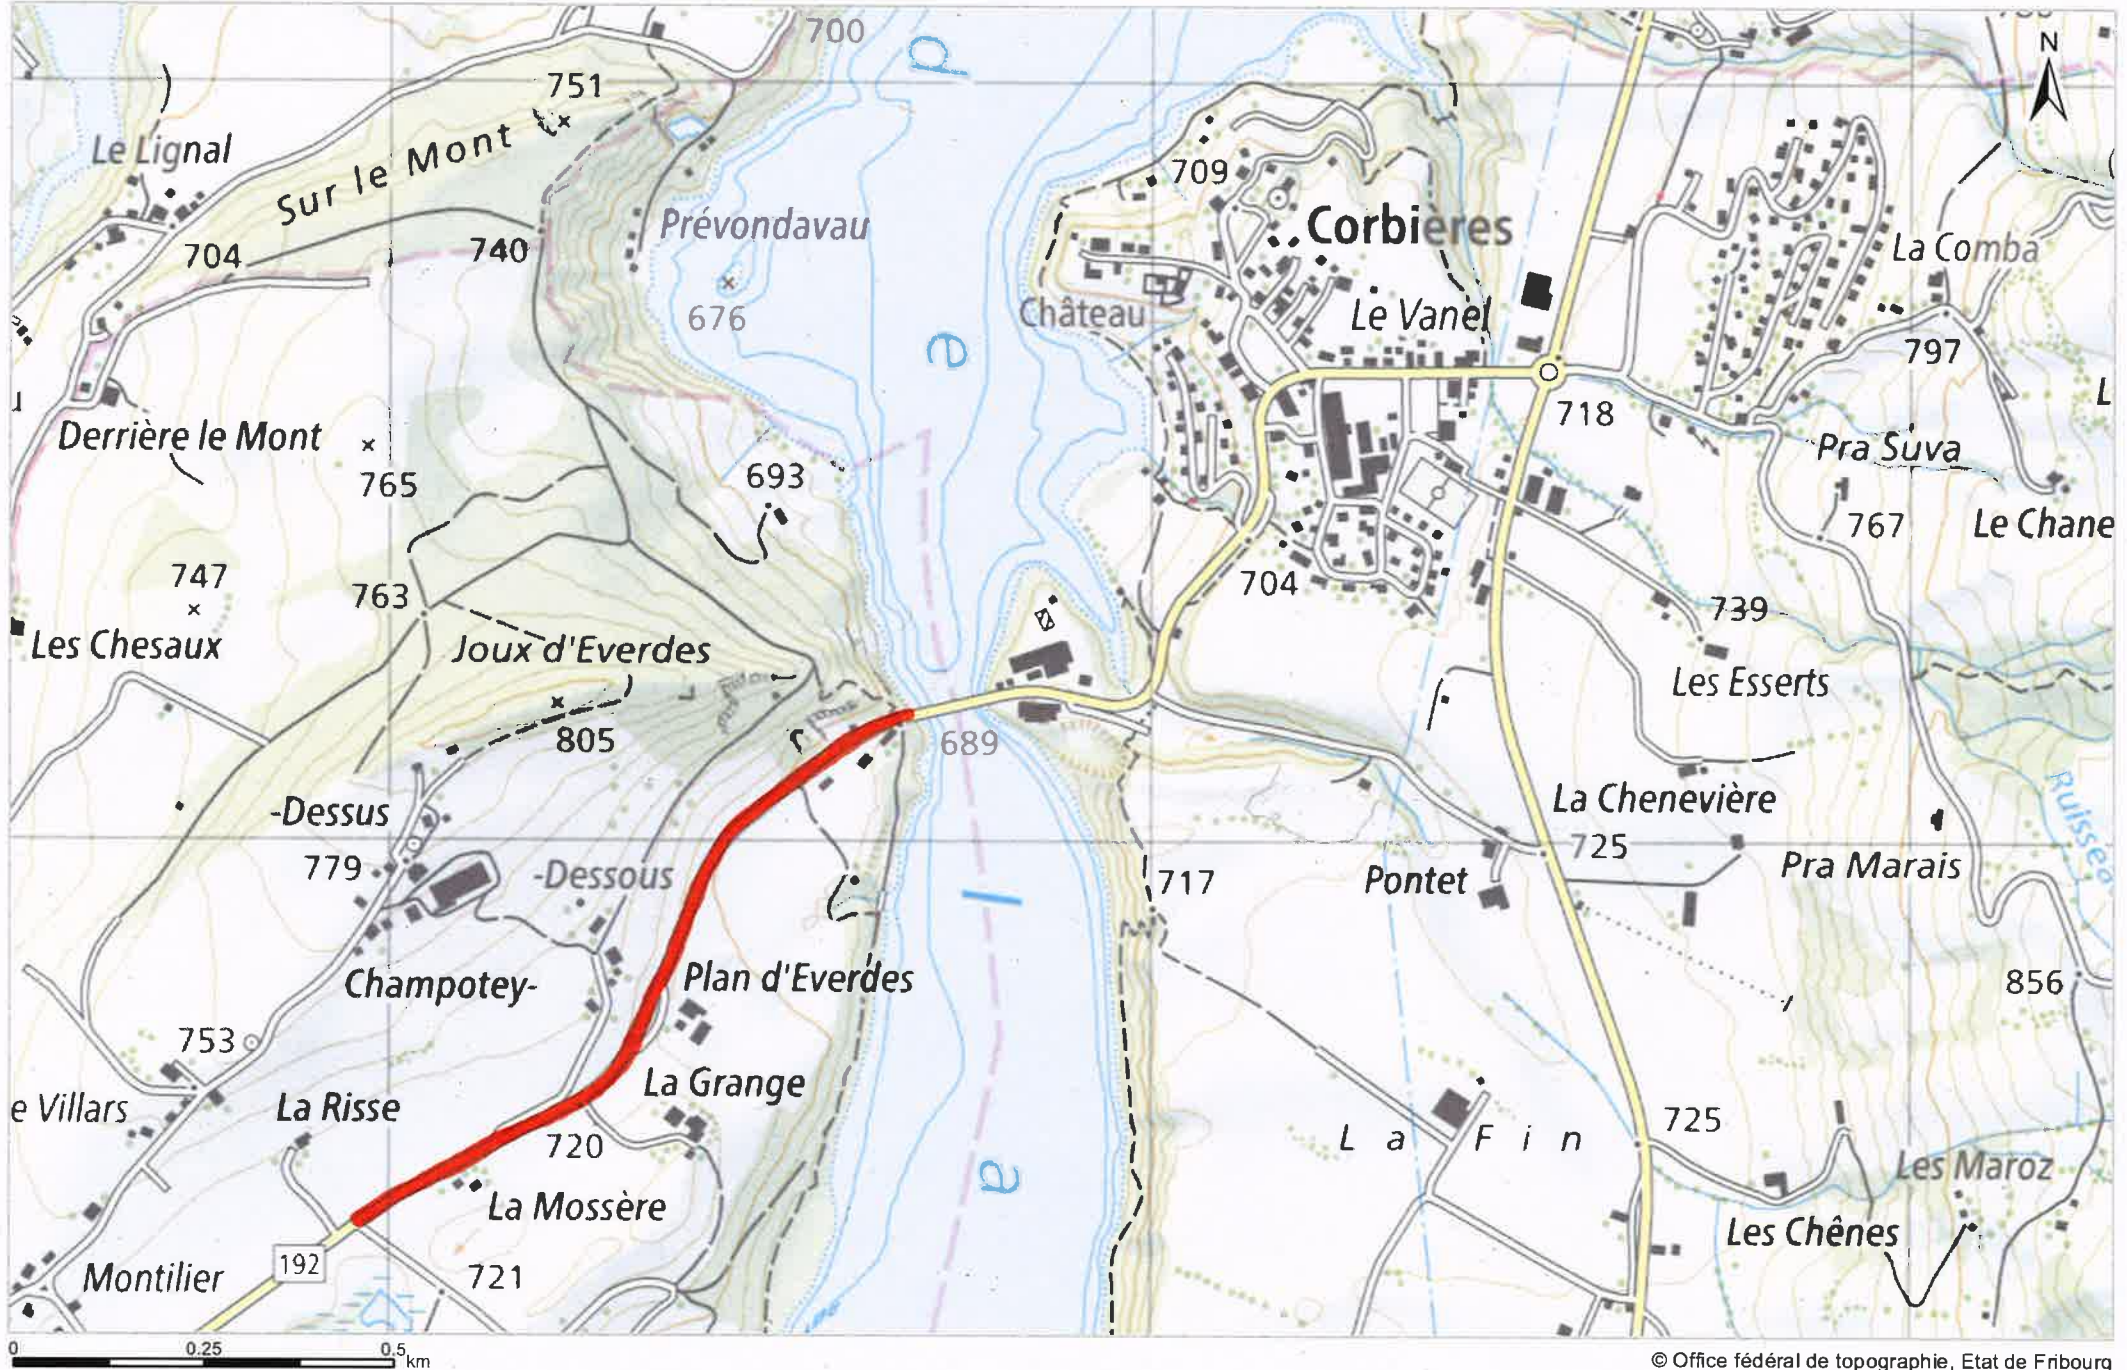 700
d
N
751
Le Lignal
Sur le Mont
709
Prévondavau
Corbières
740
704
La Comba
676
e
Château
Le Vanel
797
718
Derrière le Mont
765
693
Pra Suva
767
Le Chane
747
763
704
739
Les Chesaux
Joux d'Everdes
Les Esserts
805
689
-Dessus
La Chenevière
Ruissea
779
-Dessous
725
717
Pontet
Pra Marais
l
Champotey-
Plan d'Everdes
856
753
La Grange
e Villars
La Risse
720
La Fin
725
a
Les Maroz
La Mossère
Les Chênes
192
Montilier
721
0 0.25 0.5 km
© Office fédéral de topographie, Etat de Fribourg